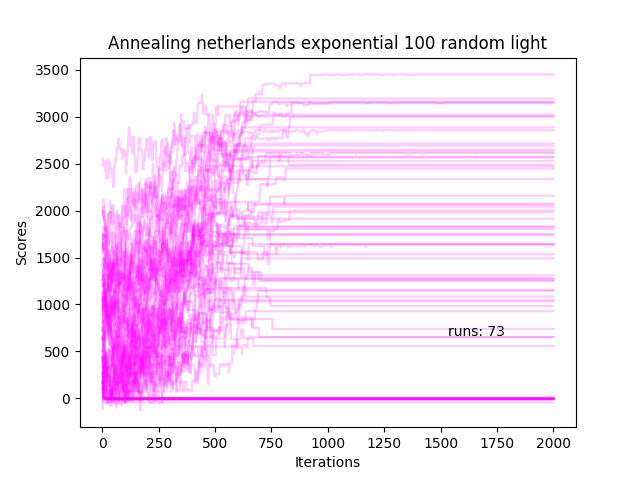 Annealing netherlands exponential 100 random light
3500
3000
2500
2000
1500
1000
500
0
Scores
runs: 73
0 250 500 750 1000 1250 1500 1750 2000
Iterations